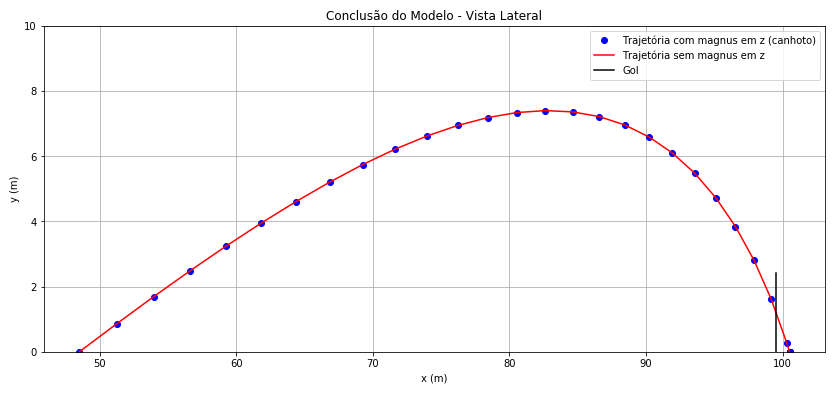 Conclusão do Modelo - Vista Lateral
Trajetória com magnus em z (canhoto)
Trajetória sem magnus em z
Gol
y (m)
10
8
6
4
2
0
50
60
70
80
90
100
x (m)